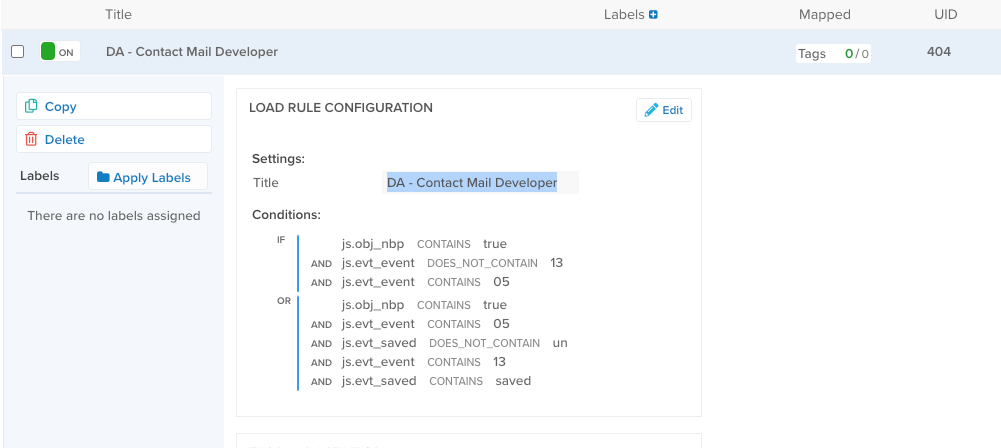 Title Labels Mapped UID
ON DA - Contact Mail Developer Tags 0/0 404
Copy
Delete
Labels Apply Labels
There are no labels assigned
LOAD RULE CONFIGURATION Edit
Settings:
Title DA - Contact Mail Developer
Conditions:
IF js.obj_nbp CONTAINS true
AND js.evt_event DOES_NOT_CONTAIN 13
AND js.evt_event CONTAINS 05
OR js.obj_nbp CONTAINS true
AND js.evt_event CONTAINS 05
AND js.evt_saved DOES_NOT_CONTAIN un
AND js.evt_event CONTAINS 13
AND js.evt_saved CONTAINS saved